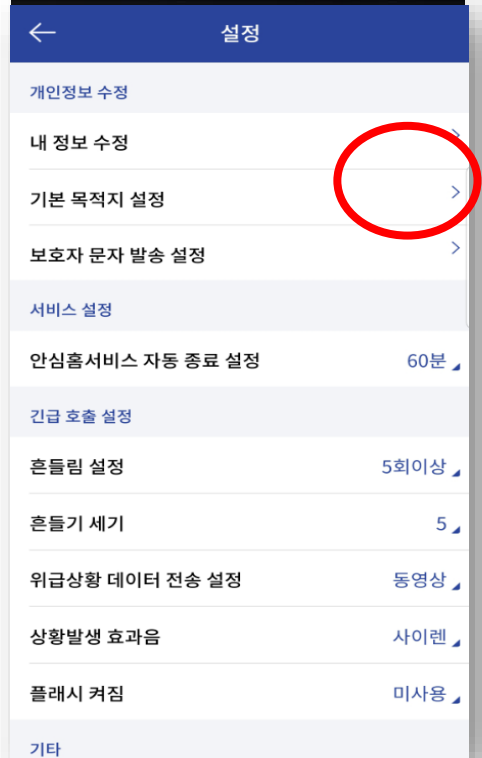 설정
개인정보 수정
내 정보 수정
기본 목적지 설정
보호자 문자 발송 설정
서비스 설정
안심홈서비스 자동 종료 설정 60분
긴급 호출 설정
흔들림 설정 5회이상
흔들기 세기 5
위급상황 데이터 전송 설정 동영상
상황발생 효과음 사이렌
플래시 켜짐 미사용
기타